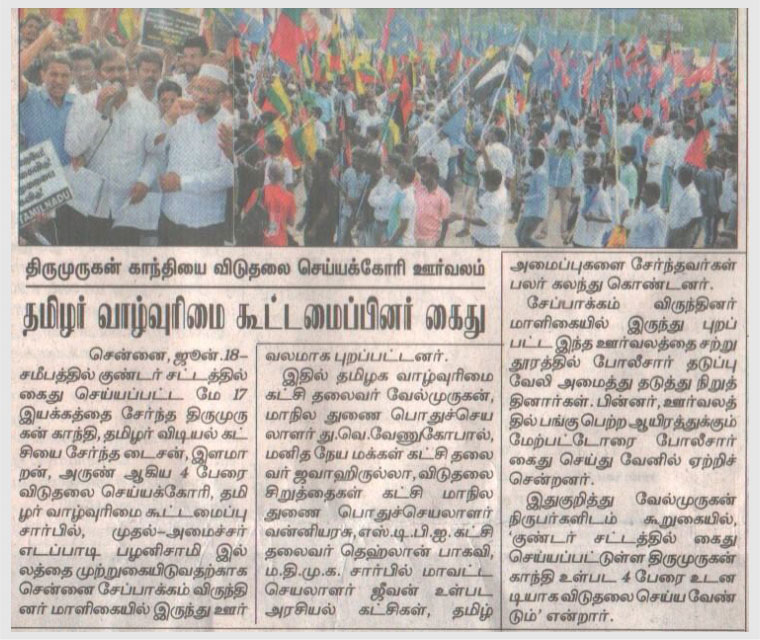 TAMILNADU
திருமுருகன் காந்தியை விடுதலை செய்யக்கோரி ஊர்வலம்
தமிழர் வாழ்வுரிமை கூட்டமைப்பினர் கைது
சென்னை, ஜூன்.18–
சமீபத்தில் குண்டர் சட்டத்தில்
கைது செய்யப்பட்ட மே 17
இயக்கத்தை சேர்ந்த திருமுரு
கன் காந்தி, தமிழர் விடியல் கட்
சியை சேர்ந்த டைசன், இளமா
றன், அருண் ஆகிய 4 பேரை
விடுதலை செய்யக்கோரி, தமி
ழர் வாழ்வுரிமை கூட்டமைப்பு
சார்பில், முதல்–அமைச்சர்
எடப்பாடி பழனிசாமி இல்
லத்தை முற்றுகையிடுவதற்காக
சென்னை சேப்பாக்கம் விருந்தி
னர் மாளிகையில் இருந்து ஊர்
வலமாக புறப்பட்டனர்.
இதில் தமிழக வாழ்வுரிமை
கட்சி தலைவர் வேல்முருகன்,
மாநில துணை பொதுச்செய
லாளர் து.வெ.வேணுகோபால்,
மனித நேய மக்கள் கட்சி தலை
வர் ஜவாஹிருல்லா, விடுதலை
சிறுத்தைகள் கட்சி மாநில
துணை பொதுச்செயலாளர்
வன்னியரசு, எஸ்.டி.பி.ஐ. கட்சி
தலைவர் தெஹ்லான் பாகவி,
ம.தி.மு.க. சார்பில் மாவட்ட
செயலாளர் ஜீவன் உள்பட
அரசியல் கட்சிகள், தமிழ்
அமைப்புகளை சேர்ந்தவர்கள்
பலர் கலந்து கொண்டனர்.
சேப்பாக்கம் விருந்தினர்
மாளிகையில் இருந்து புறப்
பட்ட இந்த ஊர்வலத்தை சற்று
தூரத்தில் போலீசார் தடுப்பு
வேலி அமைத்து தடுத்து நிறுத்
தினார்கள். பின்னர், ஊர்வலத்
தில் பங்கு பெற்ற ஆயிரத்துக்கும்
மேற்பட்டோரை போலீசார்
கைது செய்து வேனில் ஏற்றிச்
சென்றனர்.
இதுகுறித்து வேல்முருகன்
நிருபர்களிடம் கூறுகையில்,
'குண்டர் சட்டத்தில் கைது
செய்யப்பட்டுள்ள திருமுருகன்
காந்தி உள்பட 4 பேரை உடன
டியாக விடுதலை செய்ய வேண்
டும்' என்றார்.